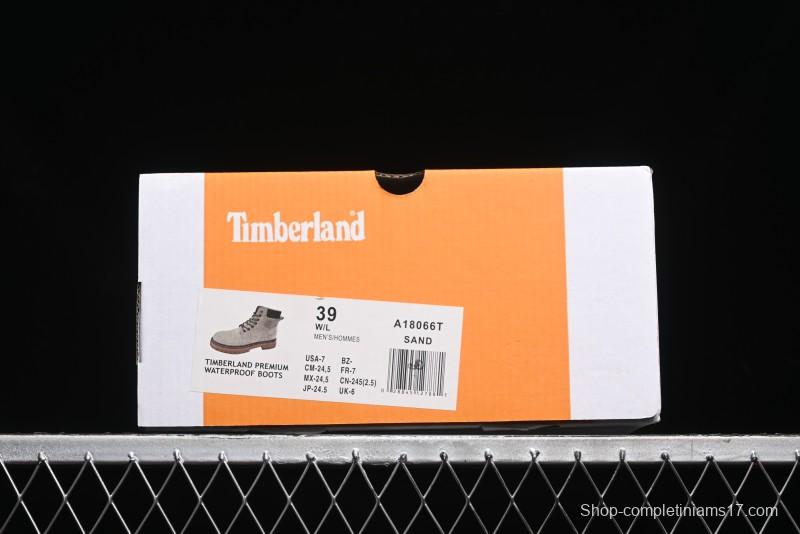 Timberland
39
W/L
MEN'S/HOMMES
A18066T
SAND
TIMBERLAND PREMIUM
WATERPROOF BOOTS
USA-7 BZ-
CM-24,5 FR-7
MX-24,5 CN-245(2.5)
JP-24.5 UK-6
Shop-completiniams17.com